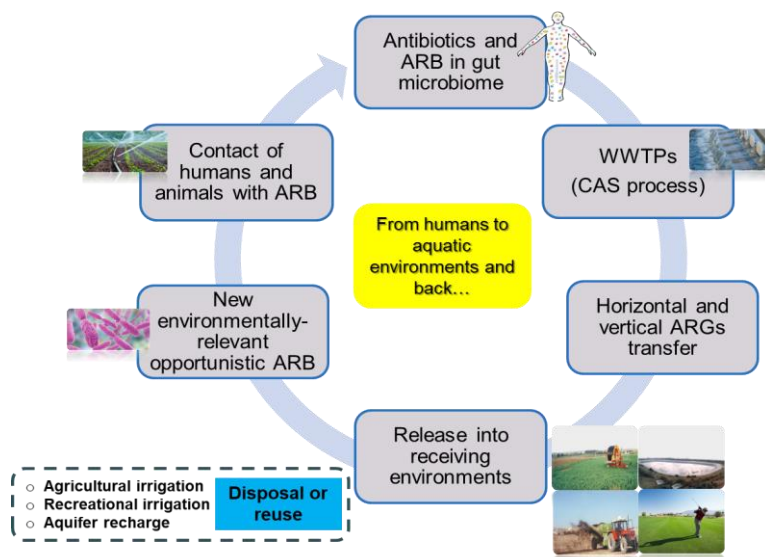 Antibiotics and
ARB in gut
microbiome
WWTPs
(CAS process)
Horizontal and
vertical ARGs
transfer
Release into
receiving
environments
New
environmentally-
relevant
opportunistic ARB
Contact of
humans and
animals with ARB
From humans to
aquatic
environments and
back…
Agricultural irrigation
Recreational irrigation
Aquifer recharge
Disposal or
reuse